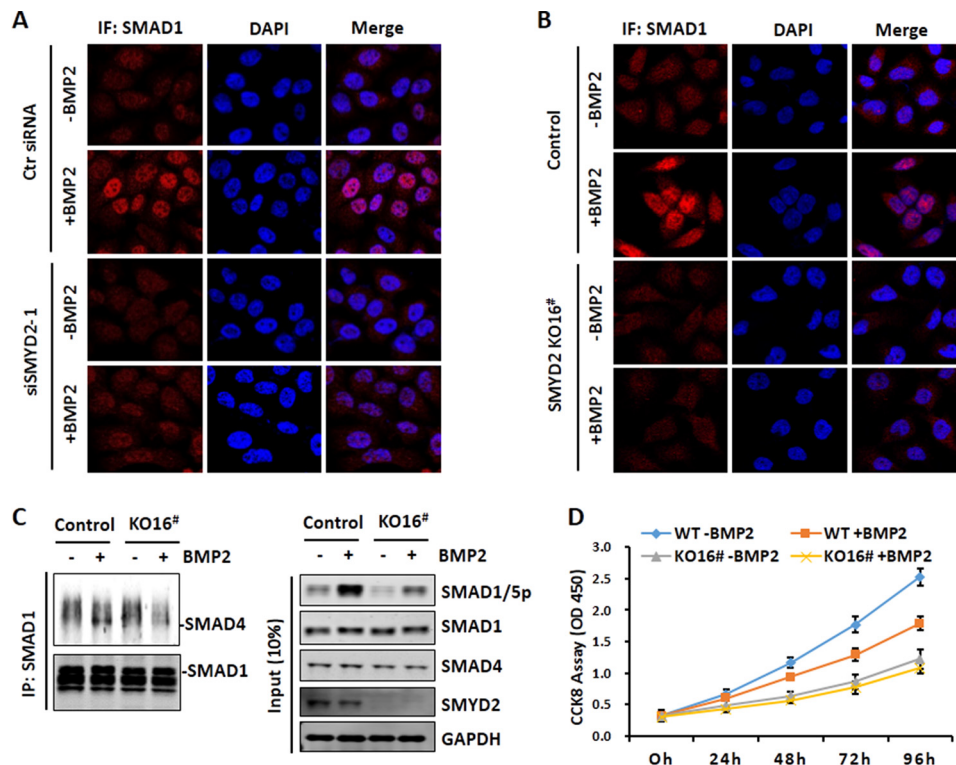 A
IF: SMAD1 DAPI Merge
Ctr siRNA
-BMP2
+BMP2
siSMYD2-1
-BMP2
+BMP2
B
IF: SMAD1 DAPI Merge
Control
-BMP2
+BMP2
SMYD2 KO16#
-BMP2
+BMP2
C
Control KO16#
- + - + BMP2
IP: SMAD1
-SMAD4
-SMAD1
Control KO16#
- + - + BMP2
Input (10%)
SMAD1/5p
SMAD1
SMAD4
SMYD2
GAPDH
D
WT -BMP2 WT +BMP2
KO16# -BMP2 KO16# +BMP2
CCK8 Assay (OD 450)
3.0
2.5
2.0
1.5
1.0
0.5
0.0
0h 24h 48h 72h 96h